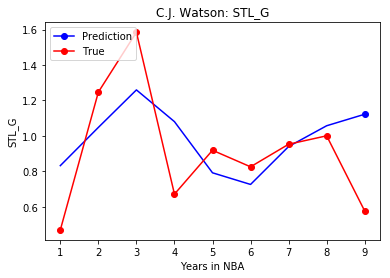 C.J. Watson: STL_G
Prediction
True
STL_G
1.6
1.4
1.2
1.0
0.8
0.6
1 2 3 4 5 6 7 8 9
Years in NBA